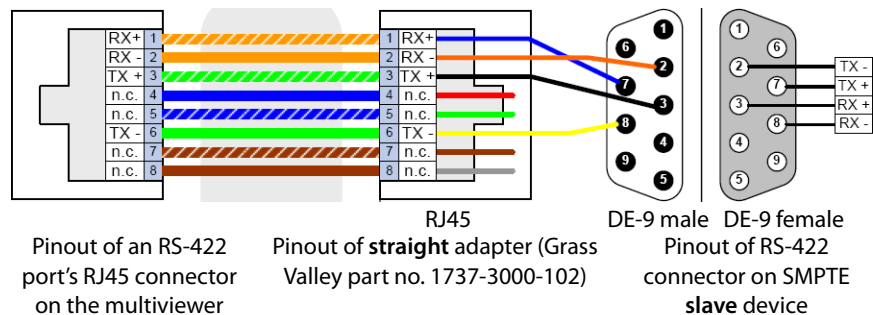 RX+ 1
RX - 2
TX + 3
n.c. 4
n.c. 5
TX - 6
n.c. 7
n.c. 8
1 RX+
2 RX -
3 TX +
4 n.c.
5 n.c.
6 TX -
7 n.c.
8 n.c.
1
6
2
7
3
8
4
9
5
1
6
2
7
3
8
4
9
5
TX -
TX +
RX +
RX -
RJ45
DE-9 male
DE-9 female
Pinout of an RS-422
port's RJ45 connector
on the multiviewer
Pinout of straight adapter (Grass
Valley part no. 1737-3000-102)
Pinout of RS-422
connector on SMPTE
slave device